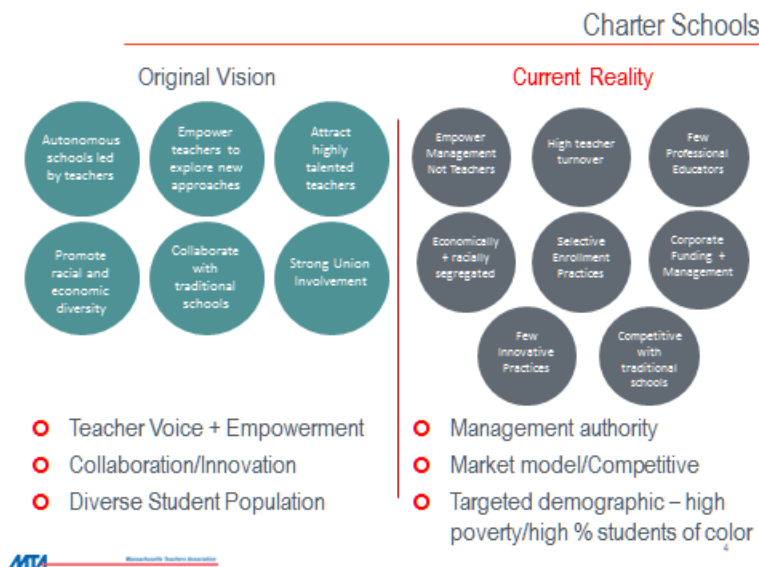 Charter Schools
Original Vision
Autonomous
schools led
by teachers
Empower
teachers to
explore new
approaches
Attract
highly
talented
teachers
Promote
racial and
economic
diversity
Collaborate
with
traditional
schools
Strong Union
Involvement
Teacher Voice + Empowerment
Collaboration/Innovation
Diverse Student Population
Current Reality
Empower
Management
Not Teachers
High teacher
turnover
Few
Professional
Educators
Economically
+ racially
segregated
Selective
Enrollment
Practices
Corporate
Funding +
Management
Few
Innovative
Practices
Competitive
with
traditional
schools
Management authority
Market model/Competitive
Targeted demographic – high
poverty/high % students of color
4
MTA
Massachusetts Teachers Association